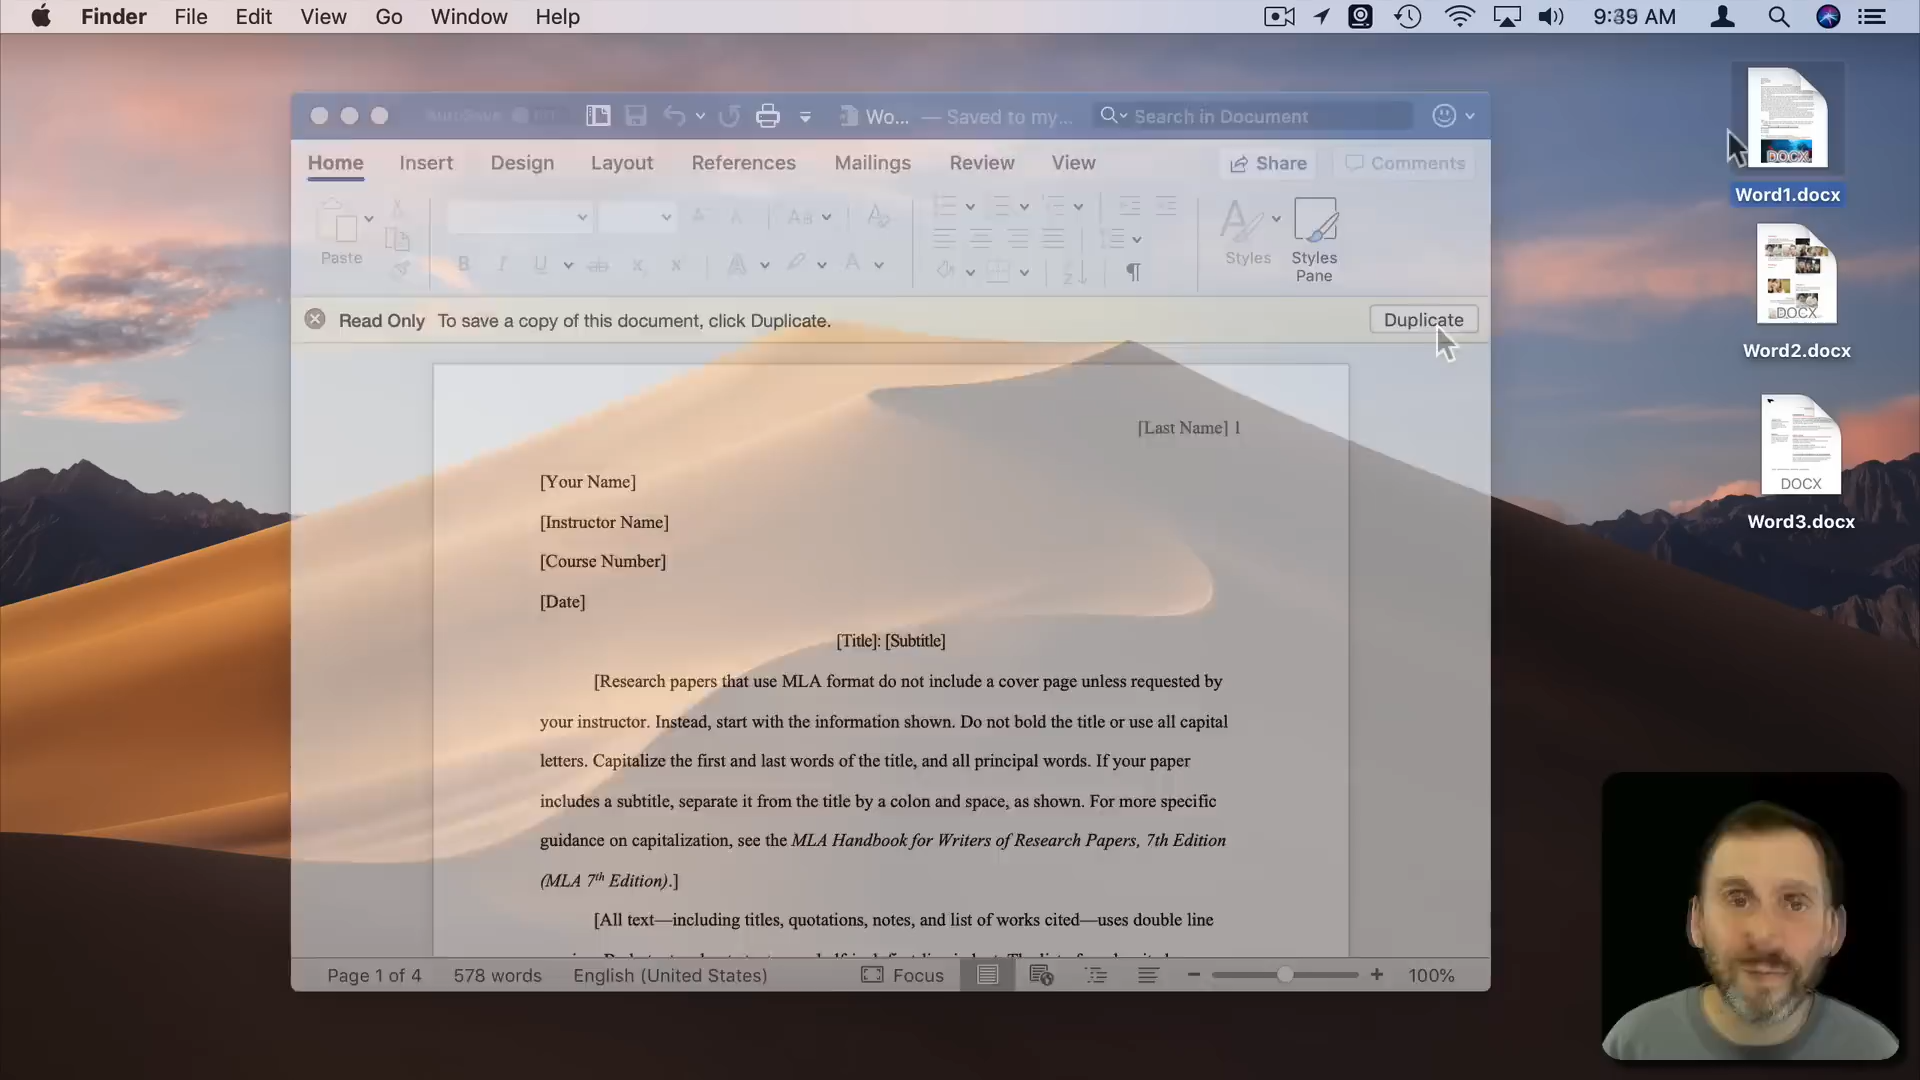 Finder File Edit View Go Window Help
AM
Wo... — Saved to my... Search in Document
Home Insert Design Layout References Mailings Review View Share Comments
Paste Styles Styles
Pane
Read Only To save a copy of this document, click Duplicate. Duplicate
[Last Name] 1
[Your Name]
[Instructor Name]
[Course Number]
[Date]
[Title]: [Subtitle]
[Research papers that use MLA format do not include a cover page unless requested by
your instructor. Instead, start with the information shown. Do not bold the title or use all capital
letters. Capitalize the first and last words of the title, and all principal words. If your paper
includes a subtitle, separate it from the title by a colon and space, as shown. For more specific
guidance on capitalization, see the MLA Handbook for Writers of Research Papers, 7th Edition
(MLA 7th Edition).]
[All text—including titles, quotations, notes, and list of works cited—uses double line
Page 1 of 4 578 words English (United States) Focus 100%
DOCX
Word1.docx
DOCX
Word2.docx
DOCX
Word3.docx